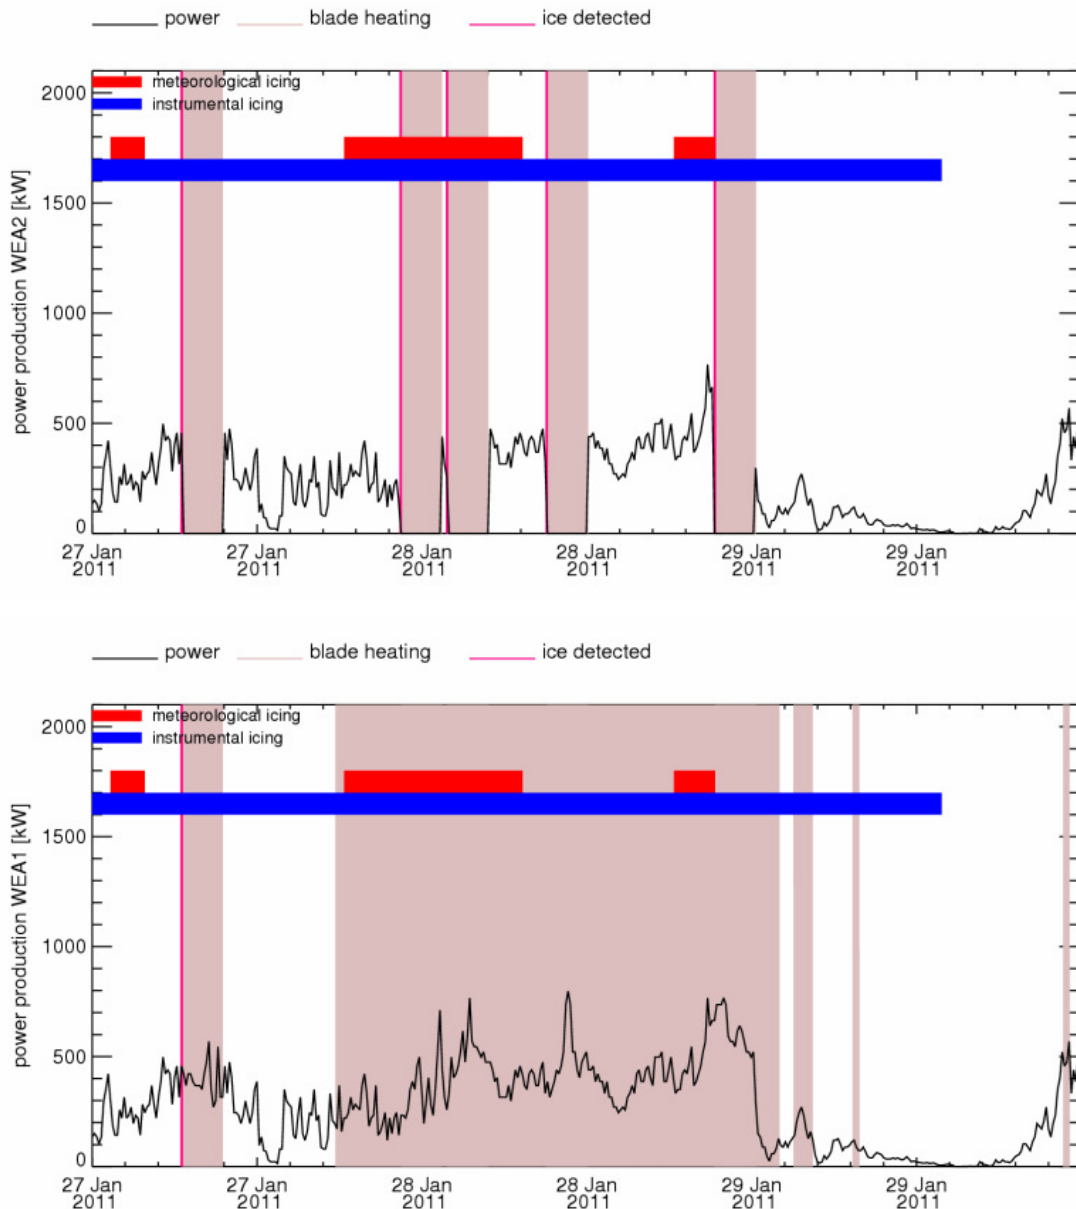 power blade heating ice detected
meteorological icing
instrumental icing
2000
1500
1000
500
0
power production WEA2 [kW]
27 Jan 27 Jan 28 Jan 28 Jan 29 Jan 29 Jan
2011 2011 2011 2011 2011 2011
power blade heating ice detected
meteorological icing
instrumental icing
2000
1500
1000
500
0
power production WEA1 [kW]
27 Jan 27 Jan 28 Jan 28 Jan 29 Jan 29 Jan
2011 2011 2011 2011 2011 2011